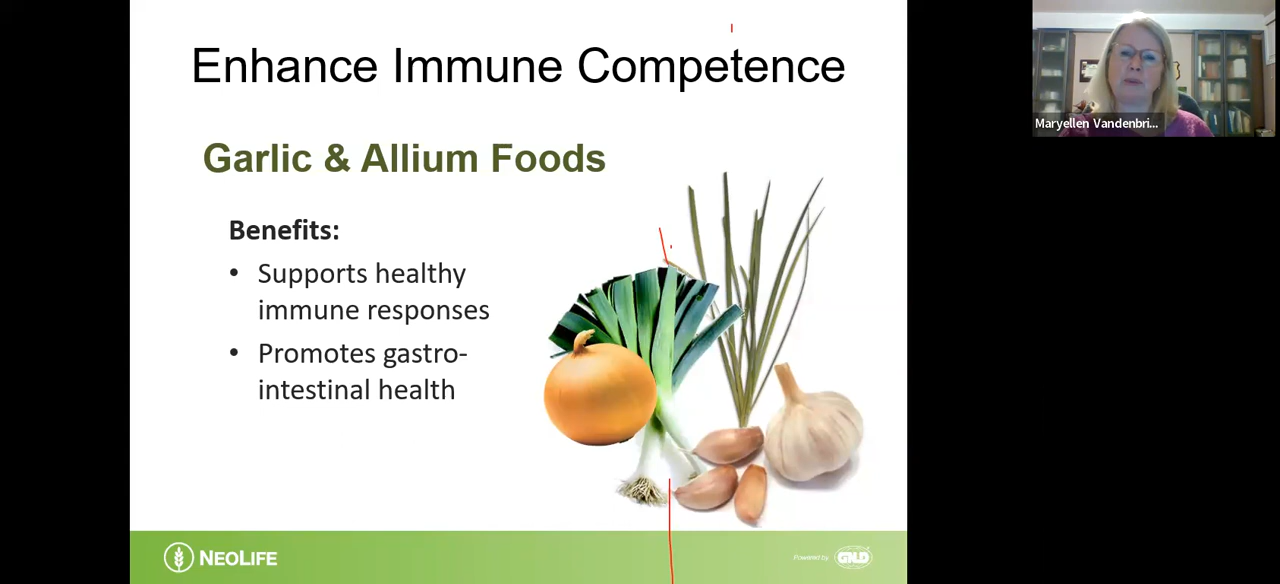 Enhance Immune Competence
Garlic & Allium Foods
Benefits:
• Supports healthy
immune responses
• Promotes gastro-
intestinal health
NEOLIFE
Powered by GNLD
Maryellen Vandenbri...